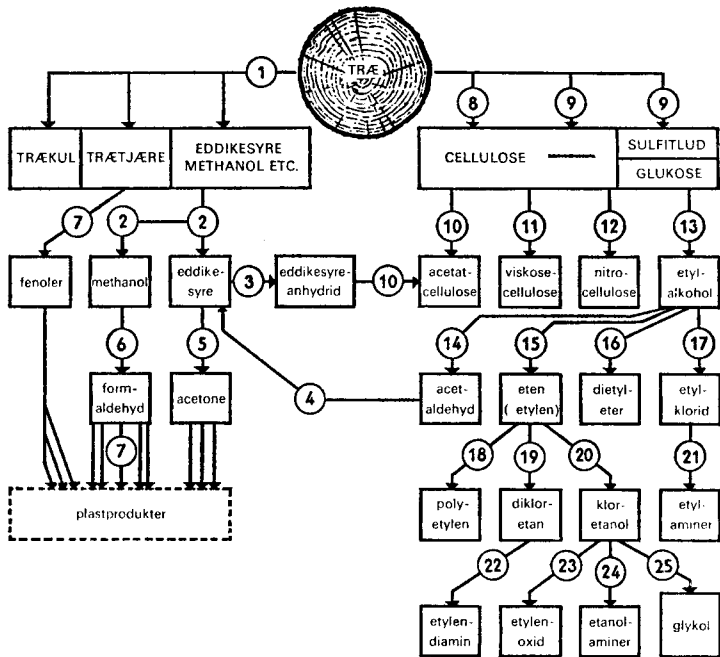 TRÆ
1
8
9
9
TRÆKUL
TRÆTJÆRE
EDDIKESYRE
METHANOL ETC.
CELLULOSE
SULFITLUD
GLUKOSE
7
2
2
10
11
12
13
fenoler
methanol
eddike-
syre
3
eddikesyre-
anhydrid
10
acetat-
cellulose
viskose-
cellulose
nitro-
cellulose
etyl-
alkohol
6
5
4
14
15
16
17
form-
aldehyd
acetone
acet-
aldehyd
eten
(etylen)
dietyl-
eter
etyl-
klorid
7
18
19
20
21
plastprodukter
poly-
etylen
diklor-
etan
klor-
etanol
etyl-
aminer
22
23
24
25
etylen-
diamin
etylen-
oxid
etanol-
aminer
glykol